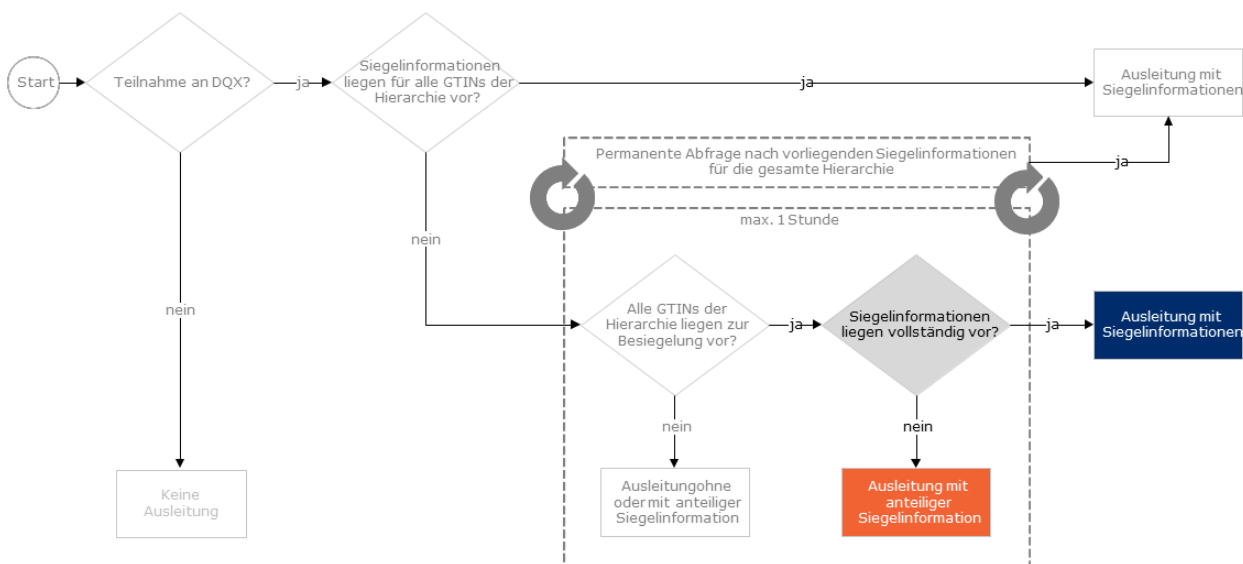 Start
Teilnahme an DQX?
ja
Siegelinformationen
liegen für alle GTINs der
Hierarchie vor?
ja
Ausleitung mit
Siegelinformationen
Permanente Abfrage nach vorliegenden Siegelinformationen
für die gesamte Hierarchie
ja
max. 1 Stunde
nein
nein
Alle GTINs der
Hierarchie liegen zur
Besiegelung vor?
ja
Siegelinformationen
liegen vollständig vor?
ja
Ausleitung mit
Siegelinformationen
nein
nein
Keine
Ausleitung
Ausleitungohne
oder mit anteiliger
Siegelinformation
Ausleitung mit
anteiliger
Siegelinformation